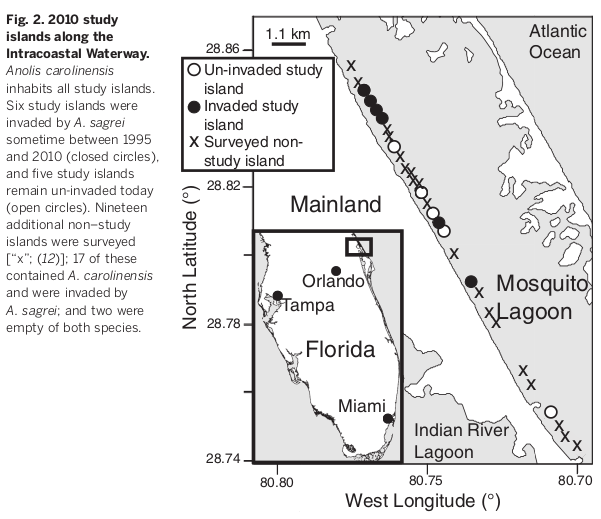 Fig. 2. 2010 study
islands along the
Intracoastal Waterway.
Anolis carolinensis
inhabits all study islands.
Six study islands were
invaded by A. sagrei
sometime between 1995
and 2010 (closed circles),
and five study islands
remain un-invaded today
(open circles). Nineteen
additional non–study
islands were surveyed
["x"; (12)]; 17 of these
contained A. carolinensis
and were invaded by
A. sagrei; and two were
empty of both species.
1.1 km
Atlantic
Ocean
28.86
Un-invaded study
island
Invaded study
island
x Surveyed non-
study island
28.82
Mainland
North Latitude (°)
Orlando
Tampa
Florida
Miami
Mosquito
Lagoon
28.78
Indian River
Lagoon
28.74
80.80
80.75
80.70
West Longitude (°)